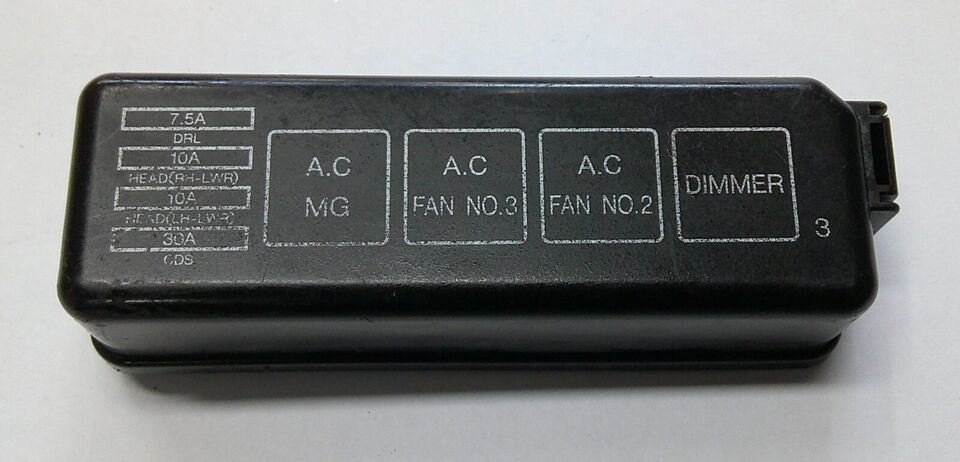 7.5A
DRL
10A
HEAD(RH-LWR)
10A
HEAD(LH-LWR)
30A
CDS
A.C
MG
A.C
FAN NO.3
A.C
FAN NO.2
DIMMER
3